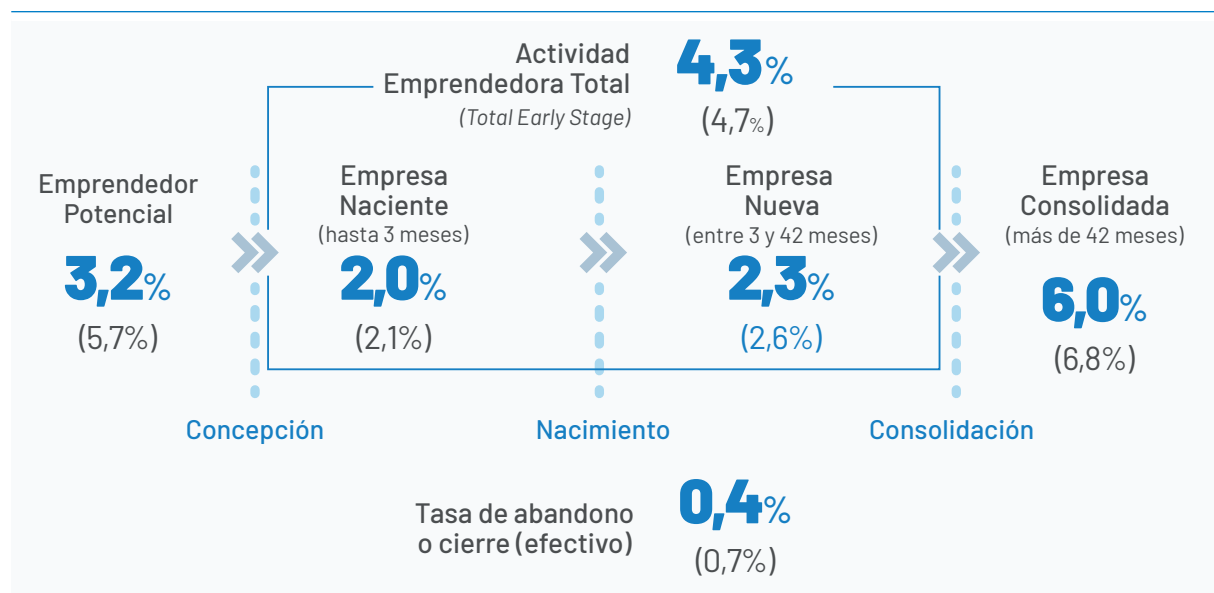 Actividad
Emprendedora Total
(Total Early Stage)
4,3%
(4,7%)
Emprendedor
Potencial
3,2%
(5,7%)
Empresa
Naciente
(hasta 3 meses)
2,0%
(2,1%)
Empresa
Nueva
(entre 3 y 42 meses)
2,3%
(2,6%)
Empresa
Consolidada
(más de 42 meses)
6,0%
(6,8%)
Concepción
Nacimiento
Consolidación
Tasa de abandono
o cierre (efectivo)
0,4%
(0,7%)